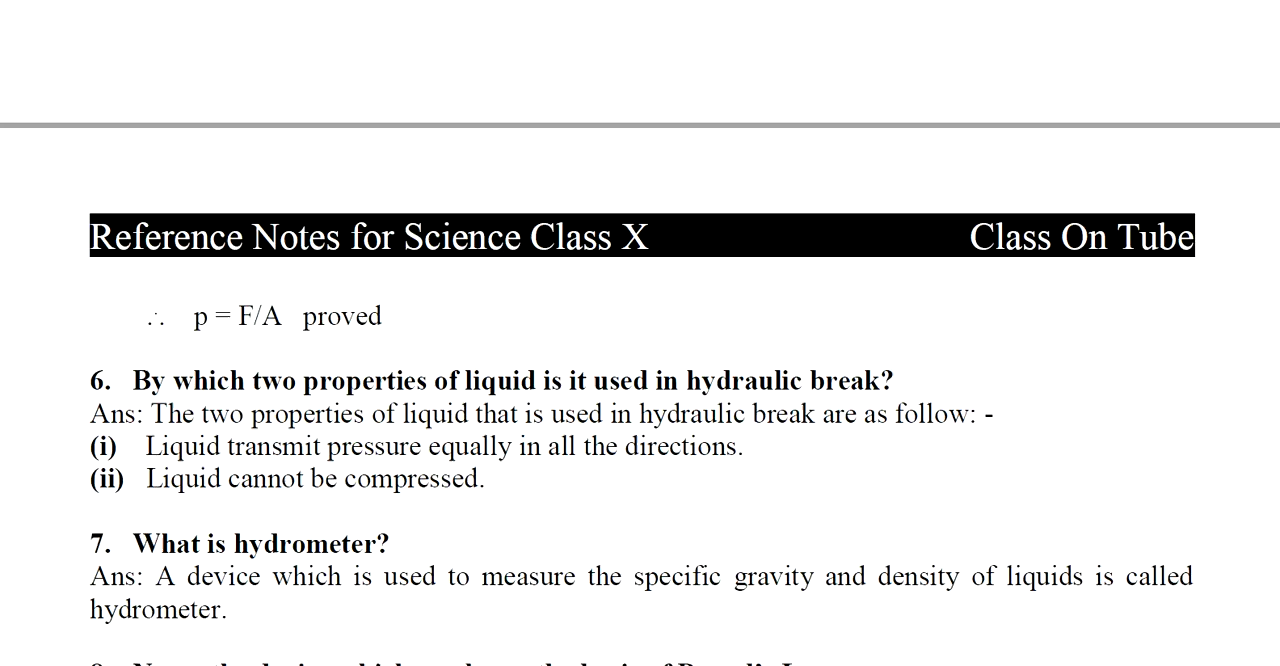 Reference Notes for Science Class X Class On Tube
∴ p = F/A proved
6. By which two properties of liquid is it used in hydraulic break?
Ans: The two properties of liquid that is used in hydraulic break are as follow: -
(i) Liquid transmit pressure equally in all the directions.
(ii) Liquid cannot be compressed.
7. What is hydrometer?
Ans: A device which is used to measure the specific gravity and density of liquids is called
hydrometer.